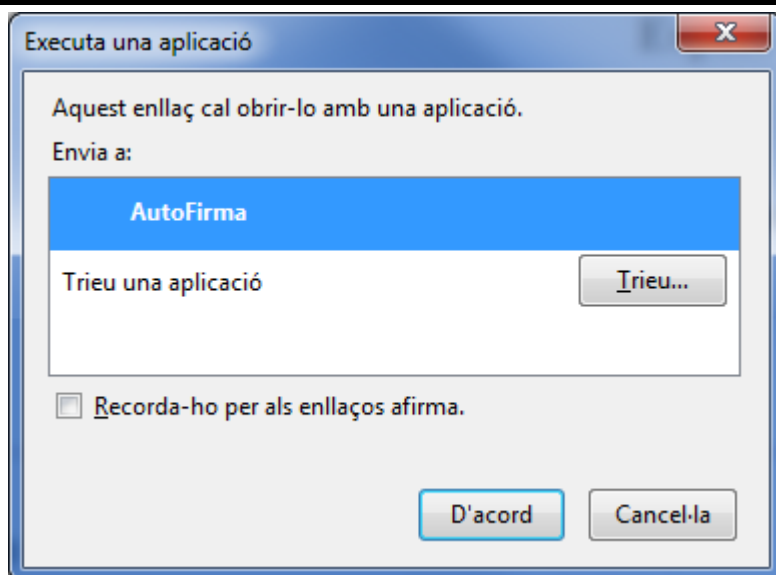 Executa una aplicació
Aquest enllaç cal obrir-lo amb una aplicació.
Envia a:
AutoFirma
Trieu una aplicació
Trieu...
Recorda-ho per als enllaços afirma.
D'acord
Cancel·la